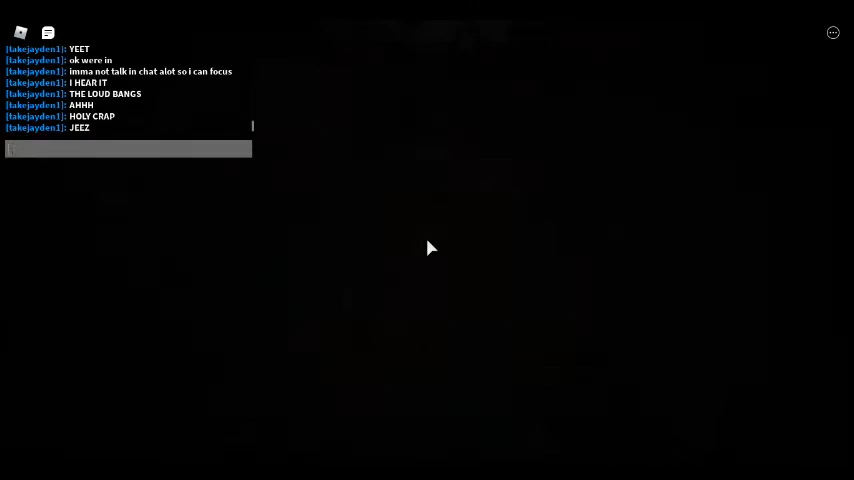 [takejayden1]: YEET
[takejayden1]: ok were in
[takejayden1]: imma not talk in chat alot so i can focus
[takejayden1]: I HEAR IT
[takejayden1]: THE LOUD BANGS
[takejayden1]: AHHH
[takejayden1]: HOLY CRAP
[takejayden1]: JEEZ